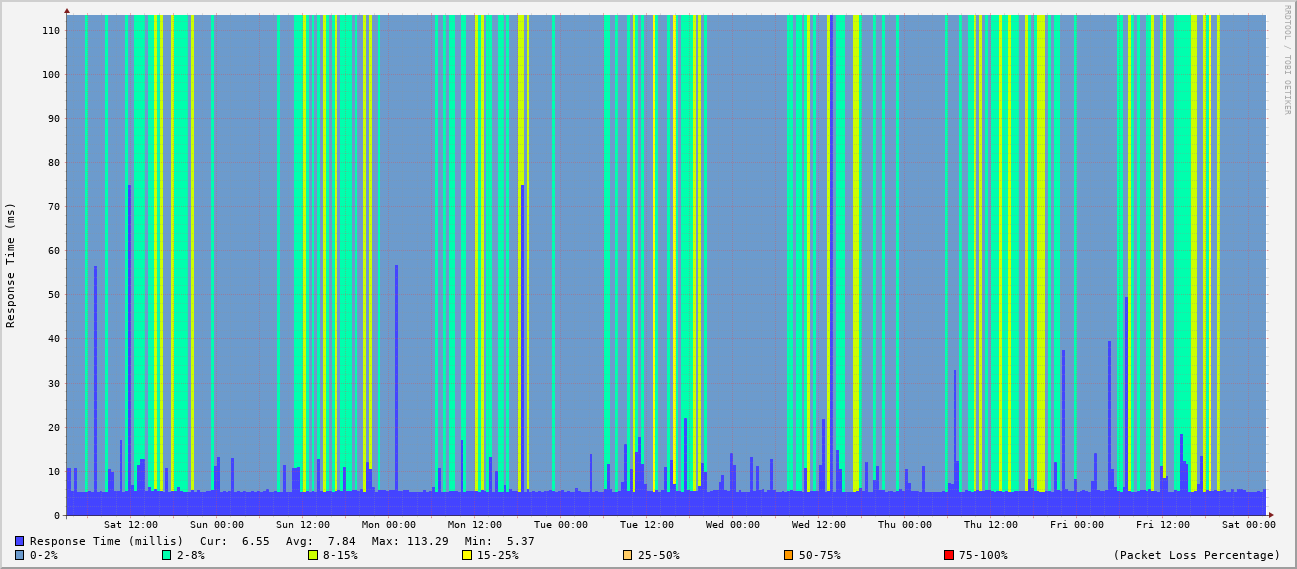 RRDTOOL / TOBI OETIKER
Response Time (ms)
110
100
90
80
70
60
50
40
30
20
10
0
Sat 12:00 Sun 00:00 Sun 12:00 Mon 00:00 Mon 12:00 Tue 00:00 Tue 12:00 Wed 00:00 Wed 12:00 Thu 00:00 Thu 12:00 Fri 00:00 Fri 12:00 Sat 00:00
Response Time (millis) Cur: 6.55 Avg: 7.84 Max: 113.29 Min: 5.37
0-2% 2-8% 8-15% 15-25% 25-50% 50-75% 75-100% (Packet Loss Percentage)